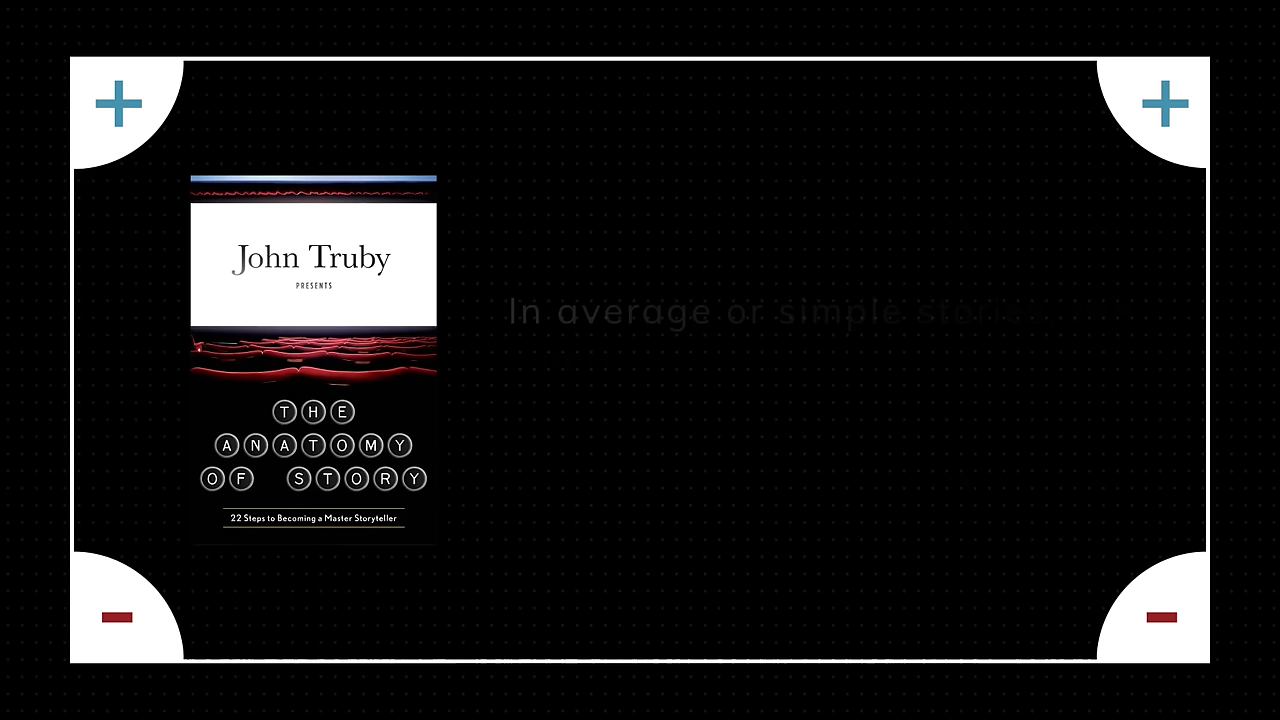 John Truby
PRESENTS
THE
ANATOMY
OF STORY
22 Steps to Becoming a Master Storyteller
In average or simple